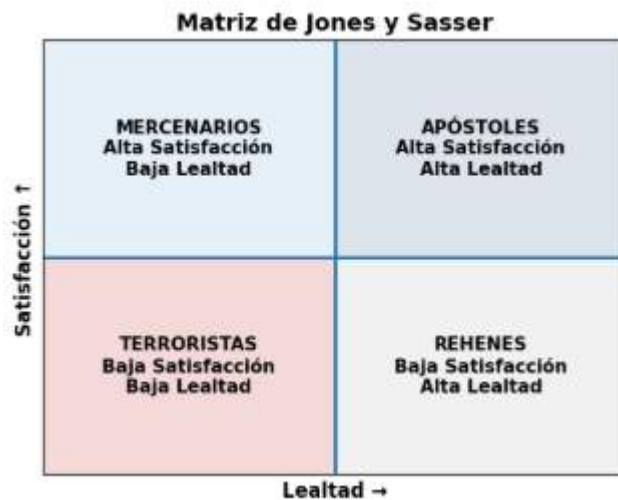 Matriz de Jones y Sasser
MERCENARIOS
Alta Satisfacción
Baja Lealtad
APÓSTOLES
Alta Satisfacción
Alta Lealtad
Satisfacción ↑
TERRORISTAS
Baja Satisfacción
Baja Lealtad
REHENES
Baja Satisfacción
Alta Lealtad
Lealtad →